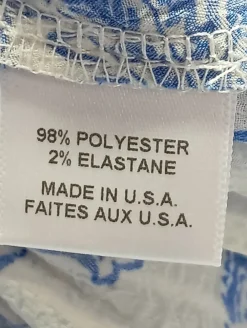 98% POLYESTER
2% ELASTANE
MADE IN U.S.A.
FAITES AUX U.S.A.